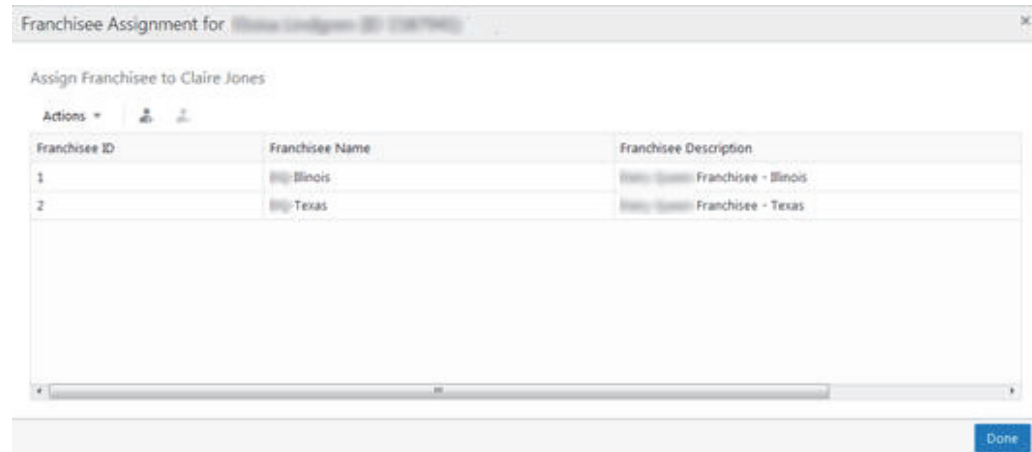 Franchisee Assignment for
Assign Franchisee to Claire Jones
Actions
Franchisee ID Franchisee Name Franchisee Description
1 Illinois Franchisee - Illinois
2 Texas Franchisee - Texas
Done